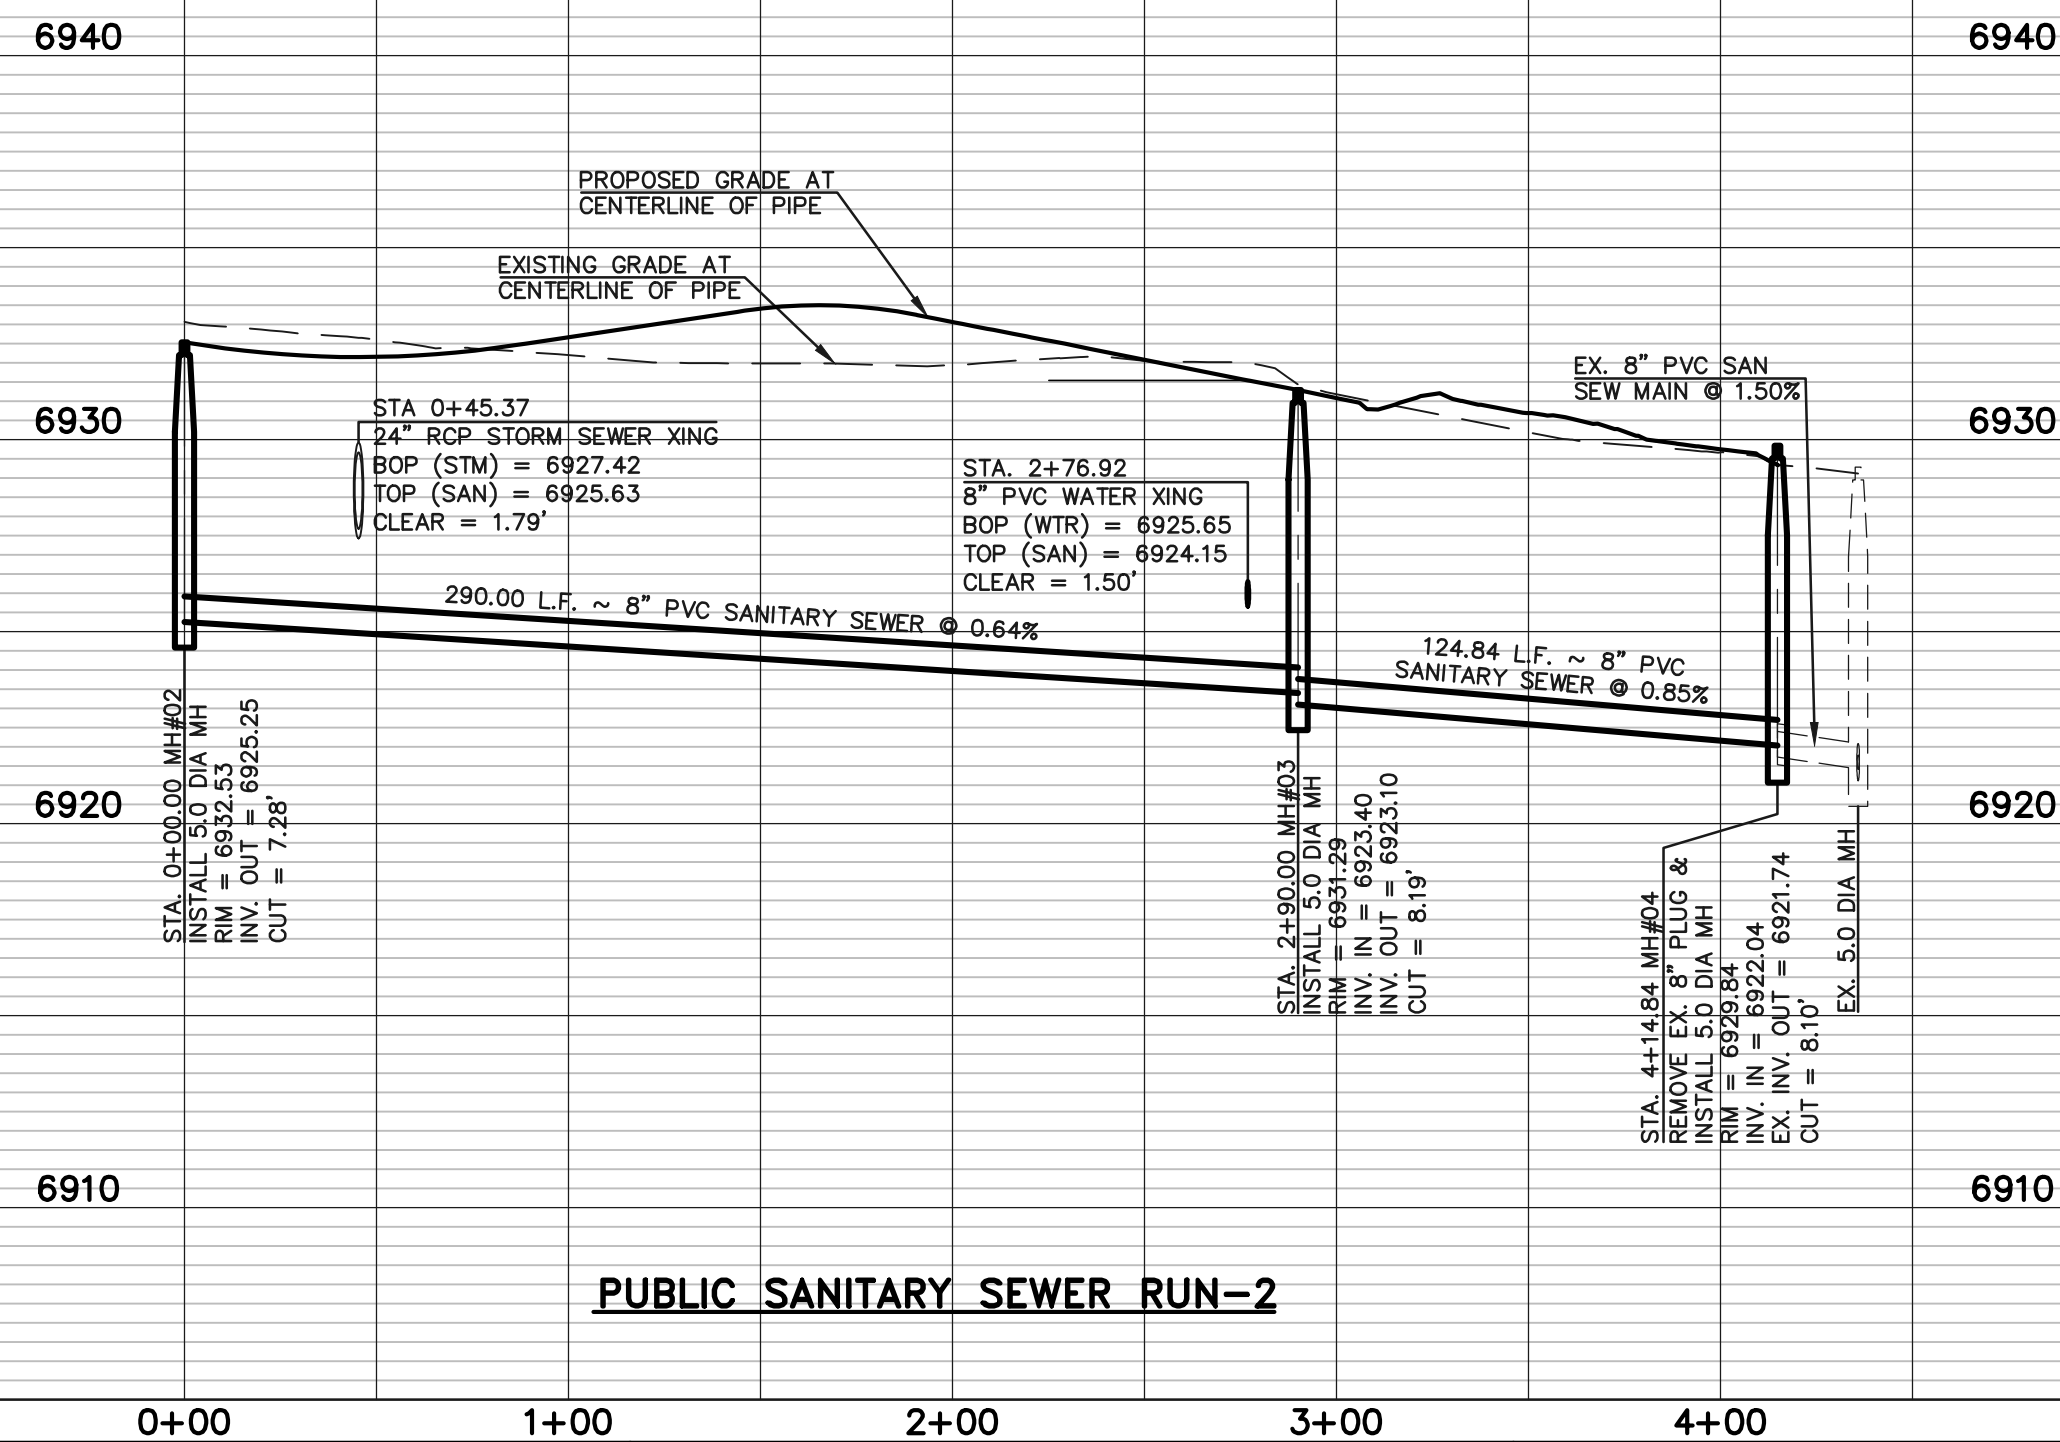 6940
6940
PROPOSED GRADE AT
CENTERLINE OF PIPE
EXISTING GRADE AT
CENTERLINE OF PIPE
EX. 8" PVC SAN
SEW MAIN @ 1.50%
6930
6930
STA 0+45.37
24" RCP STORM SEWER XING
BOP (STM) = 6927.42
TOP (SAN) = 6925.63
CLEAR = 1.79'
STA. 2+76.92
8" PVC WATER XING
BOP (WTR) = 6925.65
TOP (SAN) = 6924.15
CLEAR = 1.50'
290.00 L.F. ~ 8" PVC SANITARY SEWER @ 0.64%
124.84 L.F. ~ 8" PVC
SANITARY SEWER @ 0.85%
6920
6920
STA. 0+00.00 MH#02
INSTALL 5.0 DIA MH
RIM = 6932.53
INV. OUT = 6925.25
CUT = 7.28'
STA. 2+90.00 MH#03
INSTALL 5.0 DIA MH
RIM = 6931.29
INV. IN = 6923.40
INV. OUT = 6923.10
CUT = 8.19'
STA. 4+14.84 MH#04
REMOVE EX. 8" PLUG &
INSTALL 5.0 DIA MH
RIM = 6929.84
INV. IN = 6922.04
EX. INV. OUT = 6921.74
CUT = 8.10'
EX. 5.0 DIA MH
6910
6910
PUBLIC SANITARY SEWER RUN-2
0+00 1+00 2+00 3+00 4+00